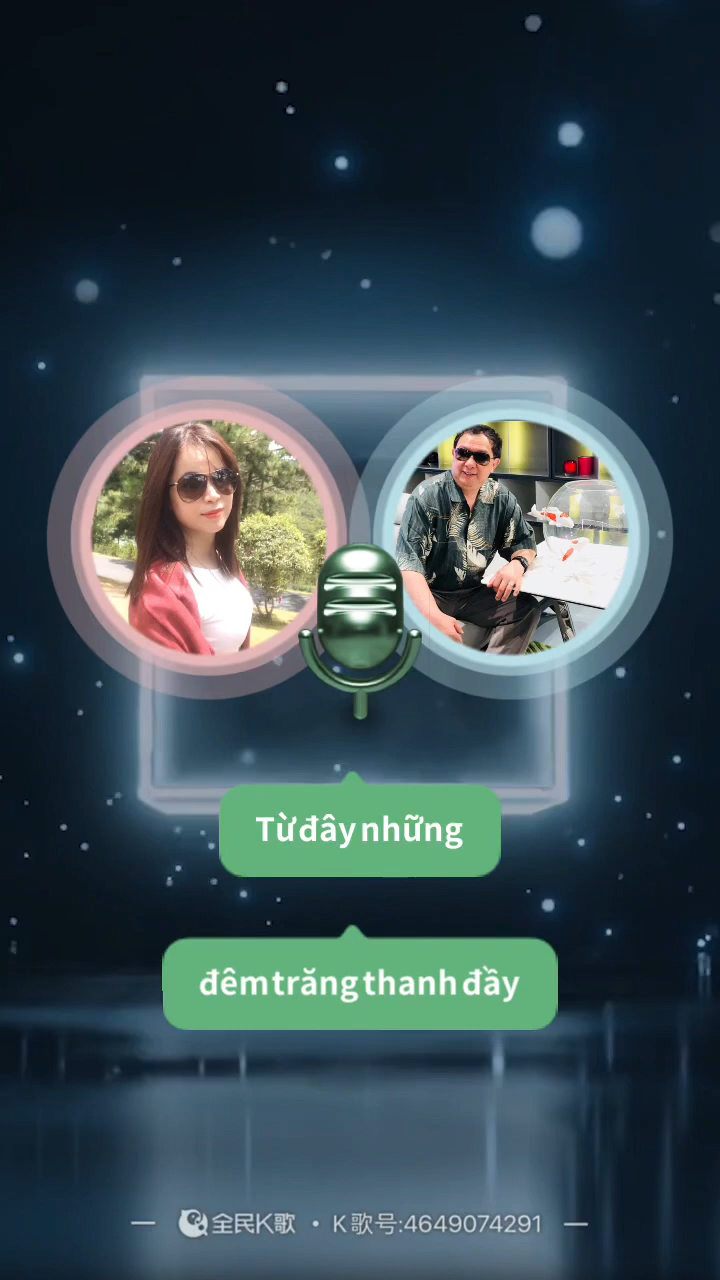 Từ đây những
đêm trăng thanh đầy
全民K歌 • K歌号:4649074291